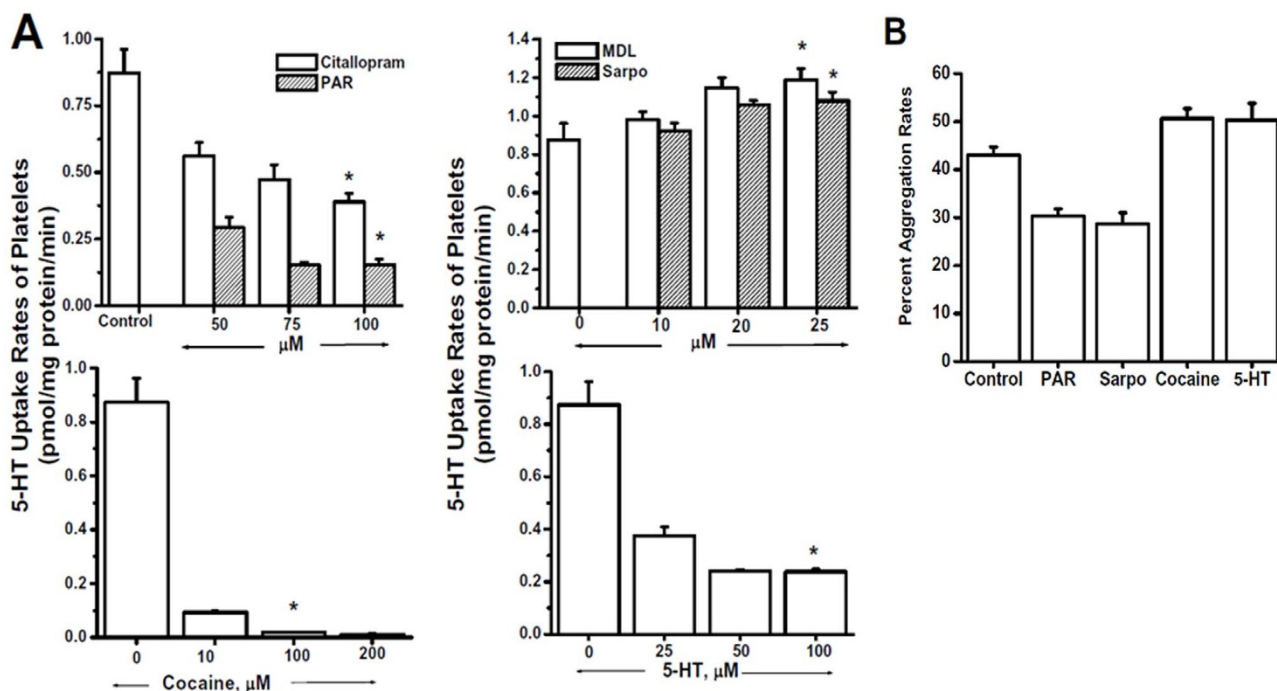 A
5-HT Uptake Rates of Platelets
(pmol/mg protein/min)
1.00
0.75
0.50
0.25
0.00
Citallopram
PAR
*
*
Control
50
75
100
μM
1.4
1.2
1.0
0.8
0.6
0.4
1.2
0.0
MDL
Sarpo
*
*
0
10
20
25
μM
1.0
0.8
0.6
0.4
0.2
0.0
*
0
10
100
200
Cocaine, μM
5-HT Uptake Rates of Platelets
(pmol/mg protein/min)
1.0
0.8
0.6
0.4
0.2
0.0
*
0
25
50
100
5-HT, μM
B
Percent Aggregation Rates
60
50
40
30
20
10
0
Control
PAR
Sarpo
Cocaine
5-HT